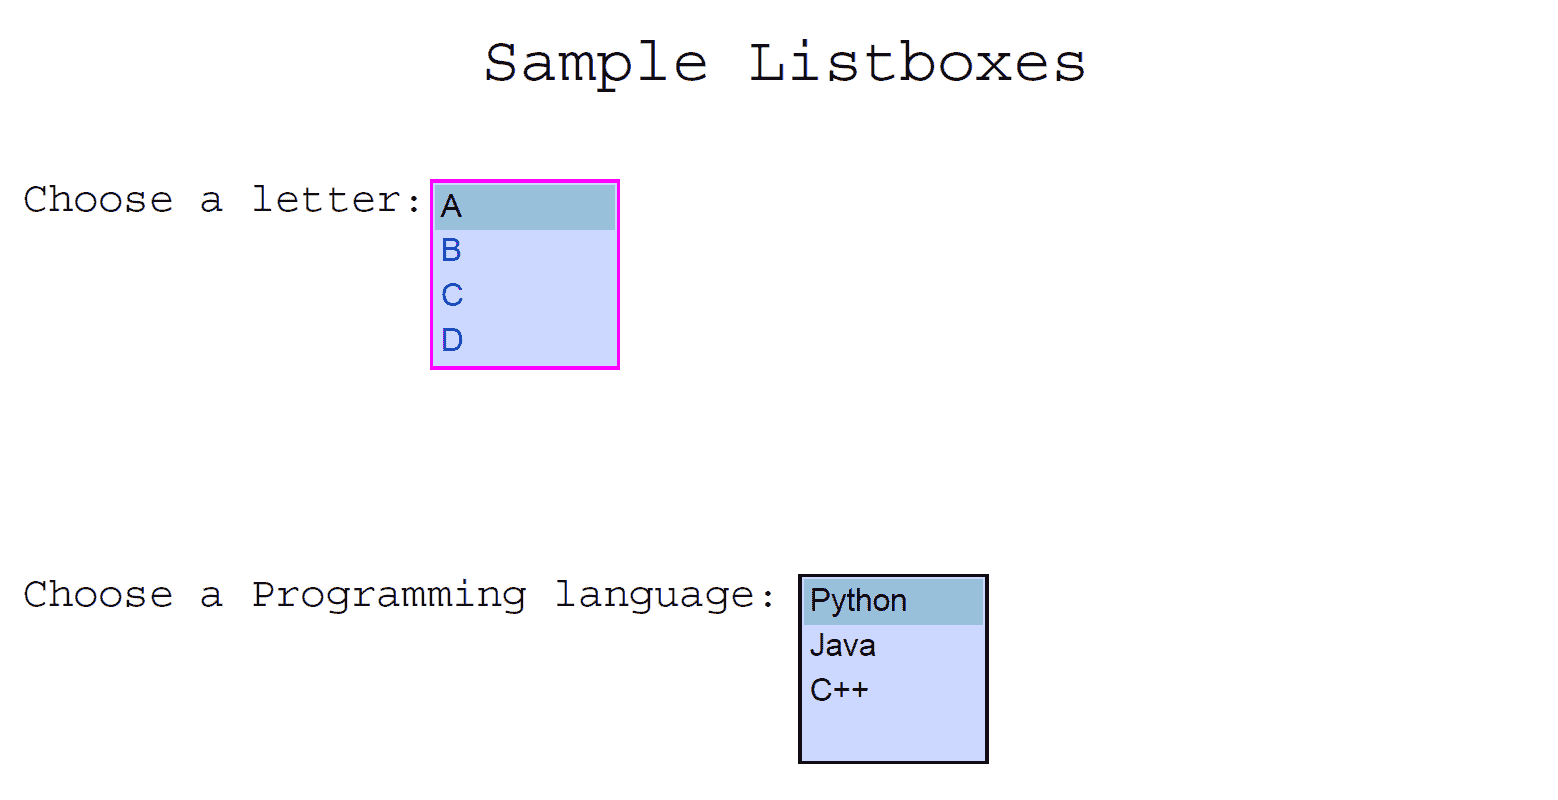 Sample Listboxes
Choose a letter: A
B
C
D
Choose a Programming language: Python
Java
C++